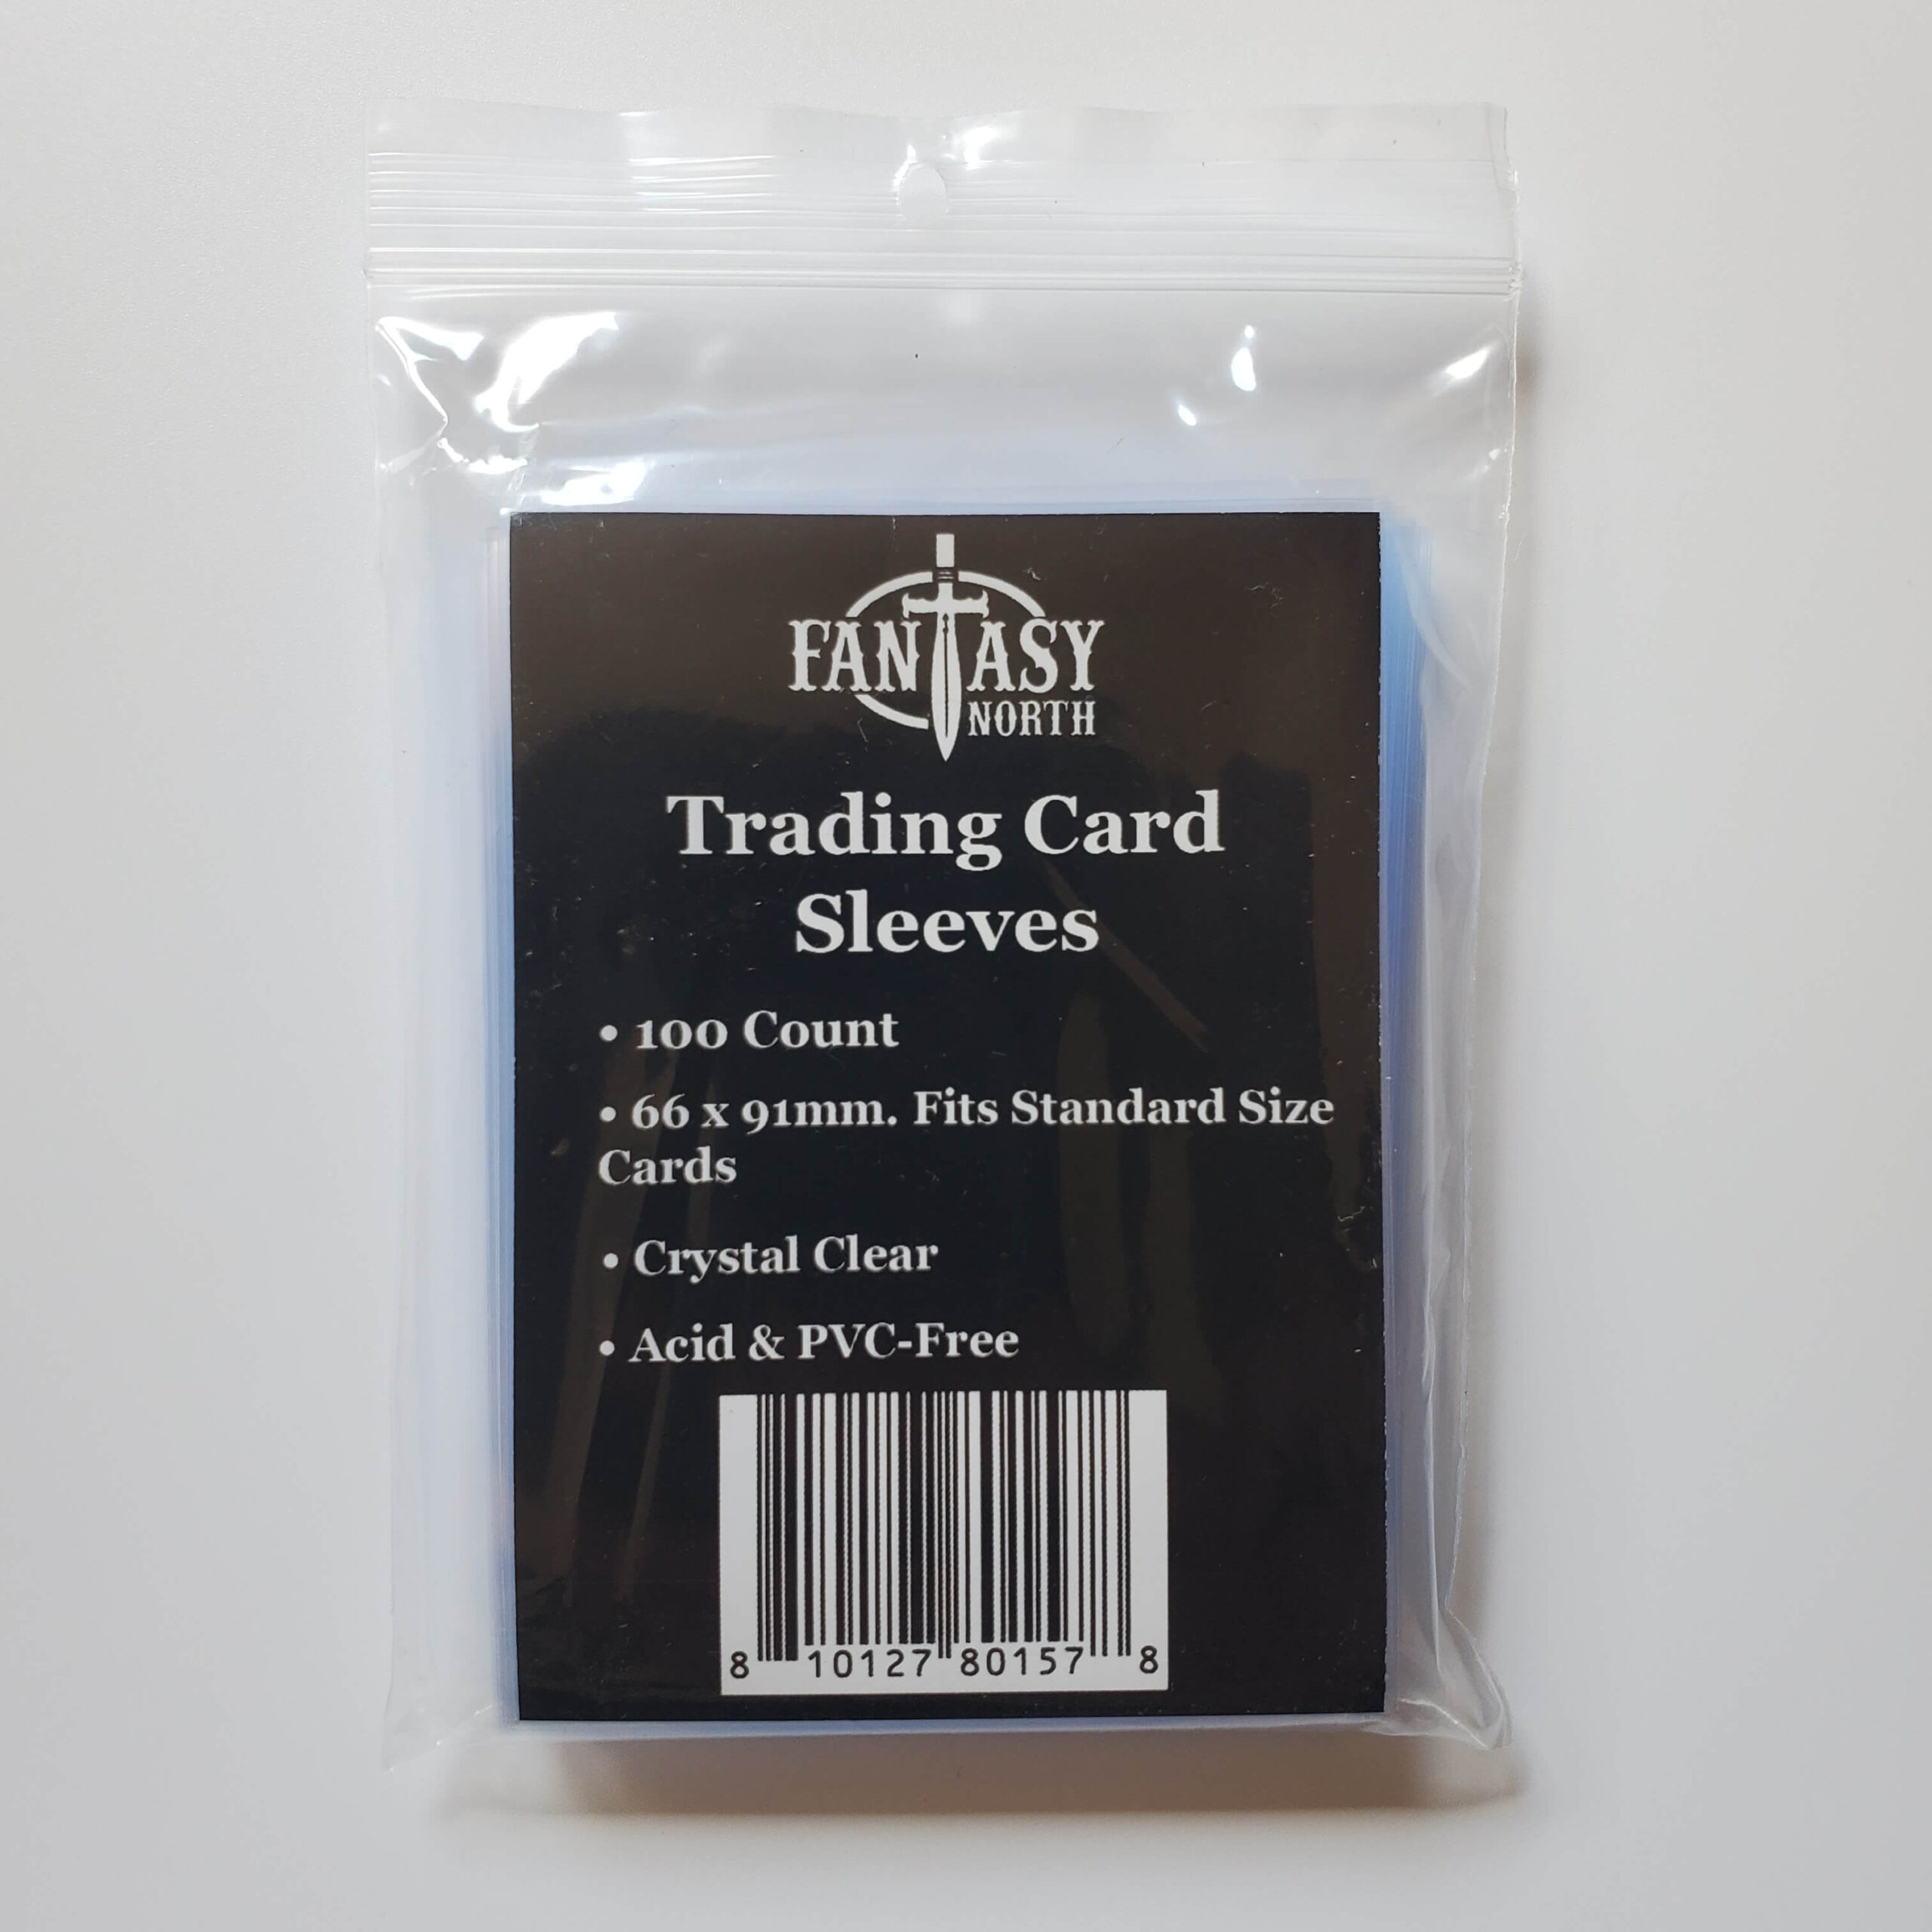 FANTASY
NORTH
Trading Card
Sleeves
• 100 Count
• 66 x 91mm. Fits Standard Size
Cards
• Crystal Clear
• Acid & PVC-Free
8 10127 80157 8